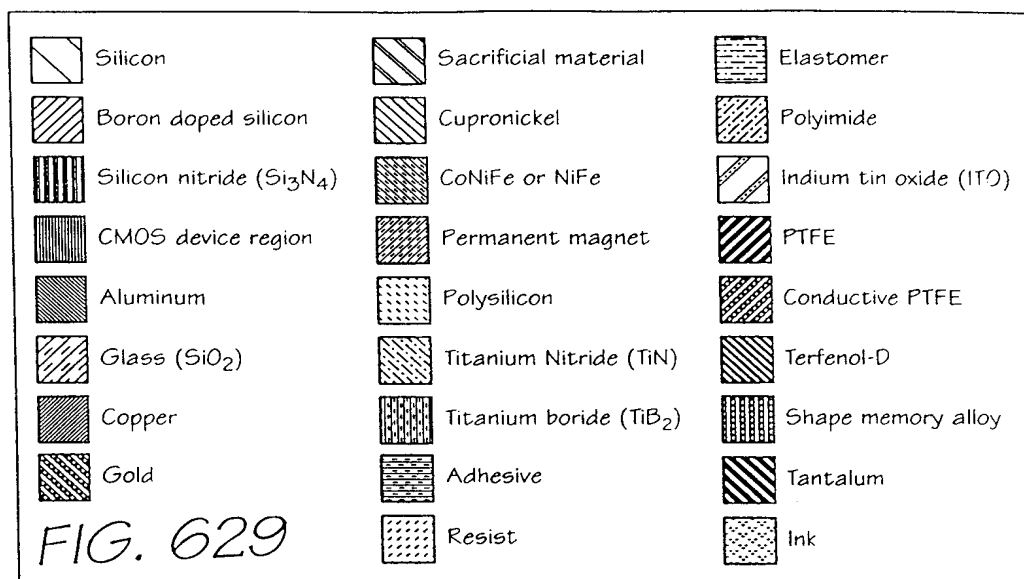 Silicon
Boron doped silicon
Silicon nitride (Si₃N₄)
CMOS device region
Aluminum
Glass (SiO₂)
Copper
Gold
FIG. 629
Sacrificial material
Cupronickel
CoNiFe or NiFe
Permanent magnet
Polysilicon
Titanium Nitride (TiN)
Titanium boride (TiB₂)
Adhesive
Resist
Elastomer
Polyimide
Indium tin oxide (ITO)
PTFE
Conductive PTFE
Terfenol-D
Shape memory alloy
Tantalum
Ink